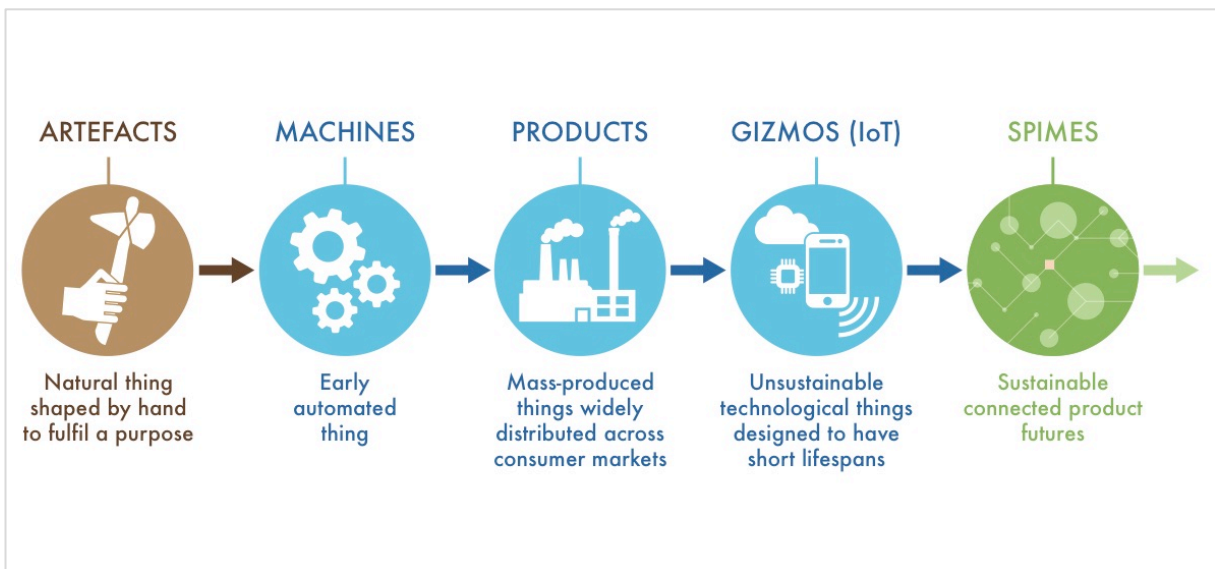 ARTEFACTS
Natural thing
shaped by hand
to fulfil a purpose
MACHINES
Early
automated
thing
PRODUCTS
Mass-produced
things widely
distributed across
consumer markets
GIZMOS (IoT)
Unsustainable
technological things
designed to have
short lifespans
SPIMES
Sustainable
connected product
futures